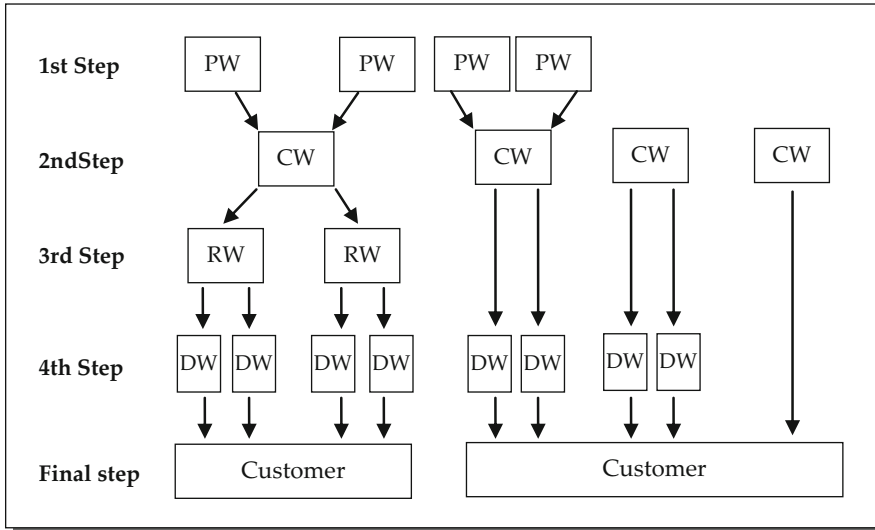 1st Step PW PW PW PW
2ndStep CW CW CW CW
3rd Step RW RW
4th Step DW DW DW DW DW DW DW DW
Final step Customer Customer